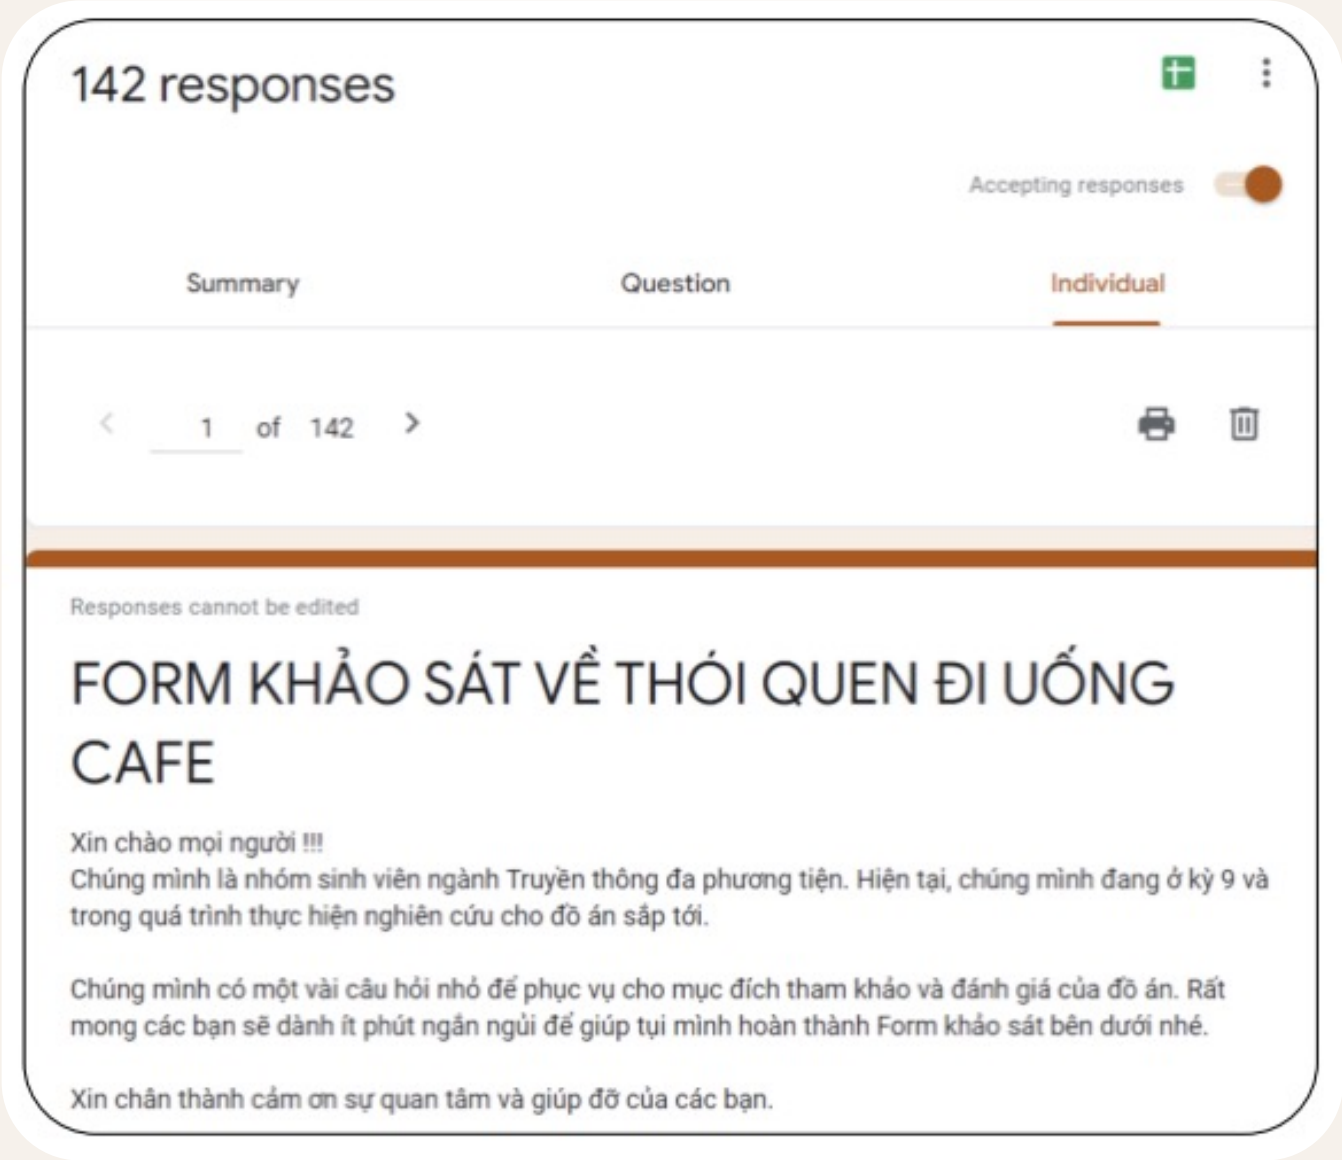 142 responses
Accepting responses
Summary Question Individual
1 of 142
Responses cannot be edited
FORM KHẢO SÁT VỀ THÓI QUEN ĐI UỐNG
CAFE
Xin chào mọi người !!!
Chúng mình là nhóm sinh viên ngành Truyền thông đa phương tiện. Hiện tại, chúng mình đang ở kỳ 9 và
trong quá trình thực hiện nghiên cứu cho đồ án sắp tới.
Chúng mình có một vài câu hỏi nhỏ để phục vụ cho mục đích tham khảo và đánh giá của đồ án. Rất
mong các bạn sẽ dành ít phút ngắn ngủi để giúp tụi mình hoàn thành Form khảo sát bên dưới nhé.
Xin chân thành cảm ơn sự quan tâm và giúp đỡ của các bạn.